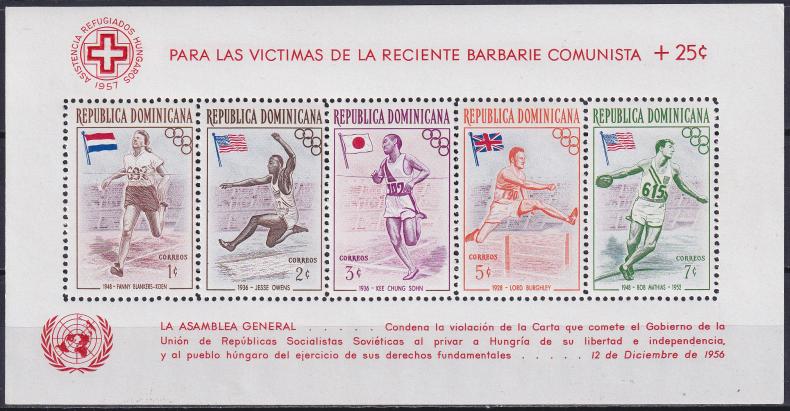 ASISTENCIA REFUGIADOS HUNGAROS
1957
PARA LAS VICTIMAS DE LA RECIENTE BARBARIE COMUNISTA + 25¢
REPUBLICA DOMINICANA
692
CORREOS
1¢
1948 - FANNY BLANKERS-KOEN
REPUBLICA DOMINICANA
CORREOS
2¢
1936 - JESSE OWENS
REPUBLICA DOMINICANA
382
CORREOS
3¢
1936 - KEE CHUNG SOHN
REPUBLICA DOMINICANA
CORREOS
5¢
1928 - LORD BURGHLEY
REPUBLICA DOMINICANA
615
CORREOS
7¢
1948 - BOB MATHIAS - 1952
LA ASAMBLEA GENERAL . . . . . Condena la violación de la Carta que comete el Gobierno de la
Unión de Repúblicas Socialistas Soviéticas al privar a Hungría de su libertad e independencia,
y al pueblo húngaro del ejercicio de sus derechos fundamentales . . . . . 12 de Diciembre de 1956